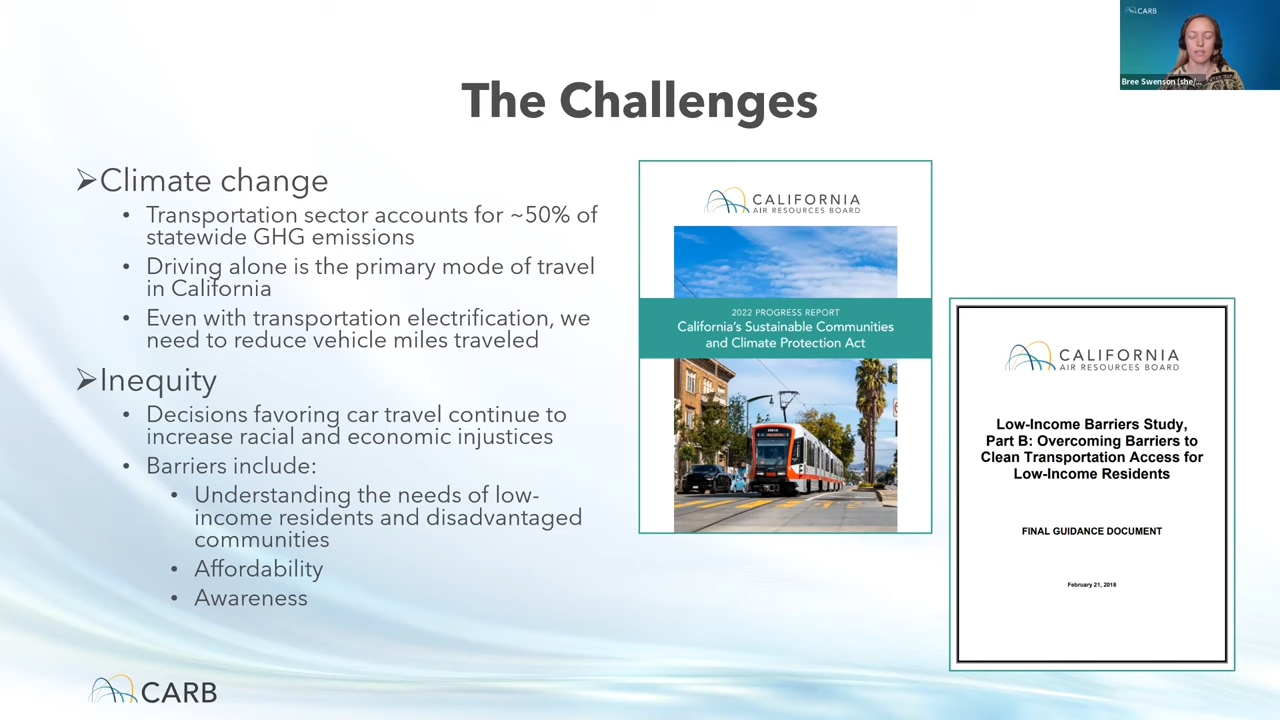 CARB
Bree Swenson (she/...
The Challenges
➢Climate change
• Transportation sector accounts for ~50% of
statewide GHG emissions
• Driving alone is the primary mode of travel
in California
• Even with transportation electrification, we
need to reduce vehicle miles traveled
➢Inequity
• Decisions favoring car travel continue to
increase racial and economic injustices
• Barriers include:
• Understanding the needs of low-
income residents and disadvantaged
communities
• Affordability
• Awareness
CALIFORNIA
AIR RESOURCES BOARD
2022 PROGRESS REPORT
California's Sustainable Communities
and Climate Protection Act
CALIFORNIA
AIR RESOURCES BOARD
Low-Income Barriers Study,
Part B: Overcoming Barriers to
Clean Transportation Access for
Low-Income Residents
FINAL GUIDANCE DOCUMENT
February 21, 2018
CARB